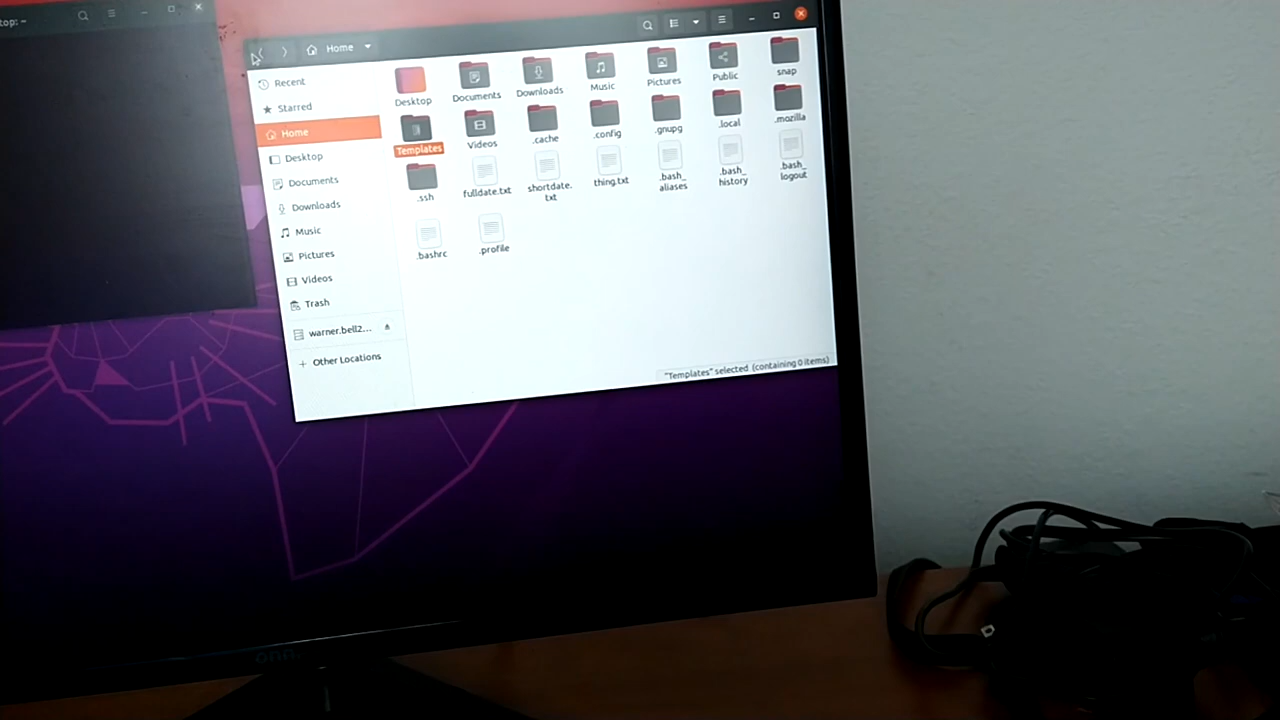 top: ~
Home
Recent
Starred
Home
Desktop
Documents
Downloads
Music
Pictures
Videos
Trash
warner.bell2...
Other Locations
Desktop
Documents
Downloads
Music
Pictures
Public
snap
Templates
Videos
.cache
.config
.gnupg
.local
.mozilla
.ssh
fulldate.txt
shortdate.
txt
thing.txt
.bash_
aliases
.bash_
history
.bash_
logout
.bashrc
.profile
"Templates" selected (containing 0 items)